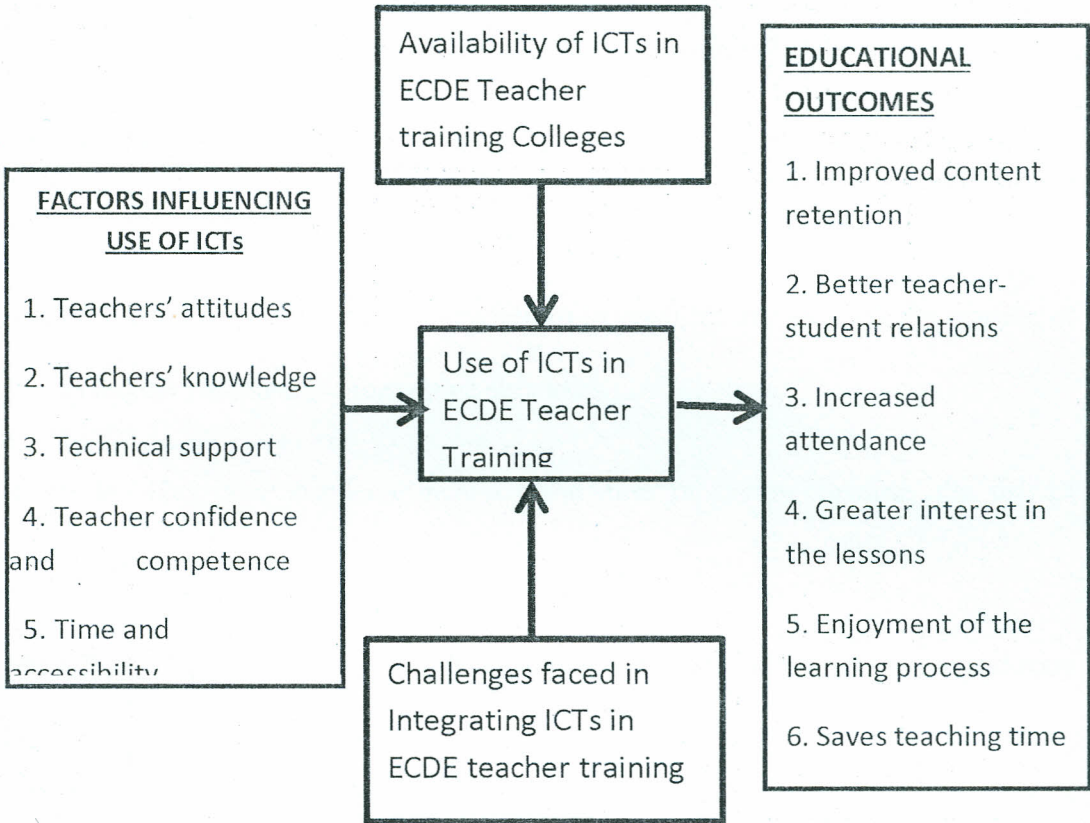 Availability of ICTs in
ECDE Teacher
training Colleges
FACTORS INFLUENCING
USE OF ICTs
1. Teachers' attitudes
2. Teachers' knowledge
3. Technical support
4. Teacher confidence
and competence
5. Time and
accessibility
Use of ICTs in
ECDE Teacher
Training
Challenges faced in
Integrating ICTs in
ECDE teacher training
EDUCATIONAL
OUTCOMES
1. Improved content
retention
2. Better teacher-
student relations
3. Increased
attendance
4. Greater interest in
the lessons
5. Enjoyment of the
learning process
6. Saves teaching time